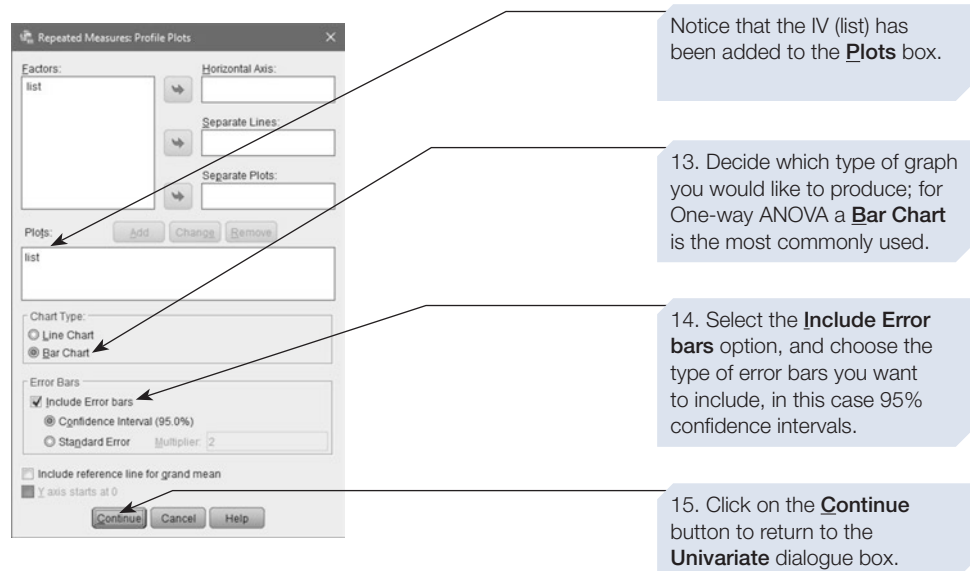 Repeated Measures: Profile Plots
Factors:
Horizontal Axis:
list
Separate Lines:
Separate Plots:
Plots:
Add
Change
Remove
list
Chart Type:
Line Chart
Bar Chart
Error Bars
Include Error bars
Confidence Interval (95.0%)
Standard Error
Multiplier: 2
Include reference line for grand mean
Y axis starts at 0
Continue
Cancel
Help
Notice that the IV (list) has
been added to the Plots box.
13. Decide which type of graph
you would like to produce; for
One-way ANOVA a Bar Chart
is the most commonly used.
14. Select the Include Error
bars option, and choose the
type of error bars you want
to include, in this case 95%
confidence intervals.
15. Click on the Continue
button to return to the
Univariate dialogue box.